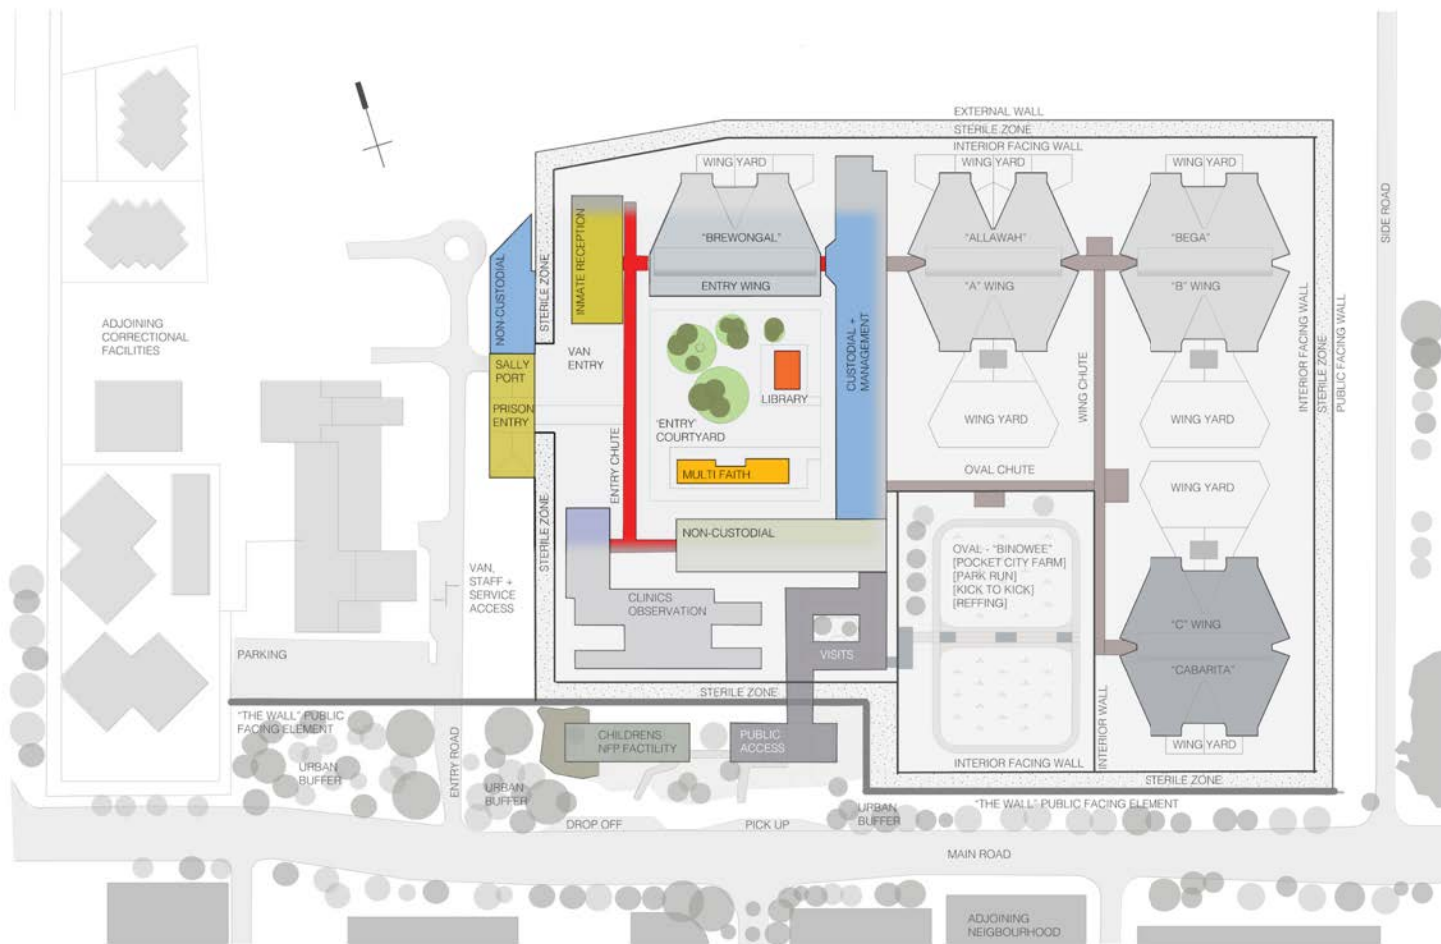 EXTERNAL WALL
STERILE ZONE
INTERIOR FACING WALL
WING YARD
WING YARD
WING YARD
NON-CUSTODIAL
STERILE ZONE
INMATE RECEPTION
"BREWONGAL"
ENTRY WING
"ALLAWAH"
"A" WING
"BEGA"
"B" WING
SIDE ROAD
ADJOINING
CORRECTIONAL
FACILITIES
SALLY
PORT
PRISON
ENTRY
VAN
ENTRY
CUSTODIAL +
MANAGEMENT
LIBRARY
'ENTRY'
COURTYARD
MULTI FAITH
ENTRY CHUTE
WING CHUTE
INTERIOR FACING WALL
STERILE ZONE
PUBLIC FACING WALL
WING YARD
WING YARD
OVAL CHUTE
WING YARD
STERILE ZONE
NON-CUSTODIAL
OVAL - "BINOWEE"
[POCKET CITY FARM]
[PARK RUN]
[KICK TO KICK]
[REFFING]
VAN,
STAFF +
SERVICE
ACCESS
CLINICS
OBSERVATION
VISITS
"C" WING
"CABARITA"
PARKING
STERILE ZONE
INTERIOR WALL
"THE WALL" PUBLIC
FACING ELEMENT
URBAN
BUFFER
ENTRY ROAD
CHILDRENS
NFP FACTILITY
PUBLIC
ACCESS
WING YARD
INTERIOR FACING WALL
STERILE ZONE
URBAN
BUFFER
URBAN
BUFFER
"THE WALL" PUBLIC FACING ELEMENT
DROP OFF
PICK UP
MAIN ROAD
ADJOINING
NEIGBOURHOOD